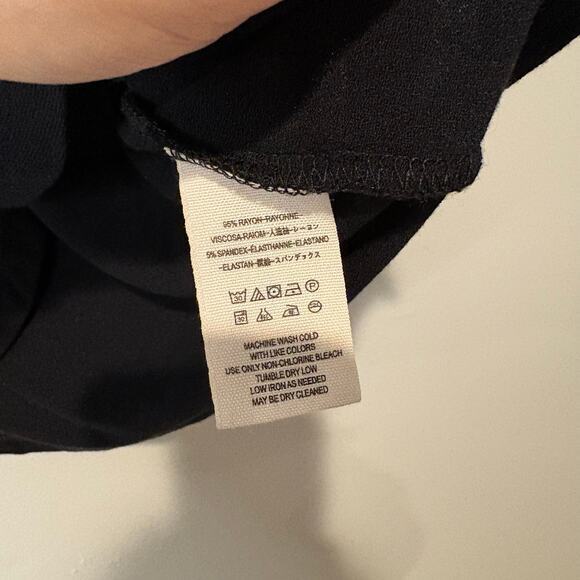 95% RAYON-RAYONNE-
VISCOSA-RAIOM-人造絲-レーヨン
5% SPANDEX-ÉLASTHANNE-ELASTANO
-ELASTAN-スパンデックス
30 P
30
MACHINE WASH COLD
WITH LIKE COLORS
USE ONLY NON-CHLORINE BLEACH
TUMBLE DRY LOW
LOW IRON AS NEEDED
MAY BE DRY CLEANED